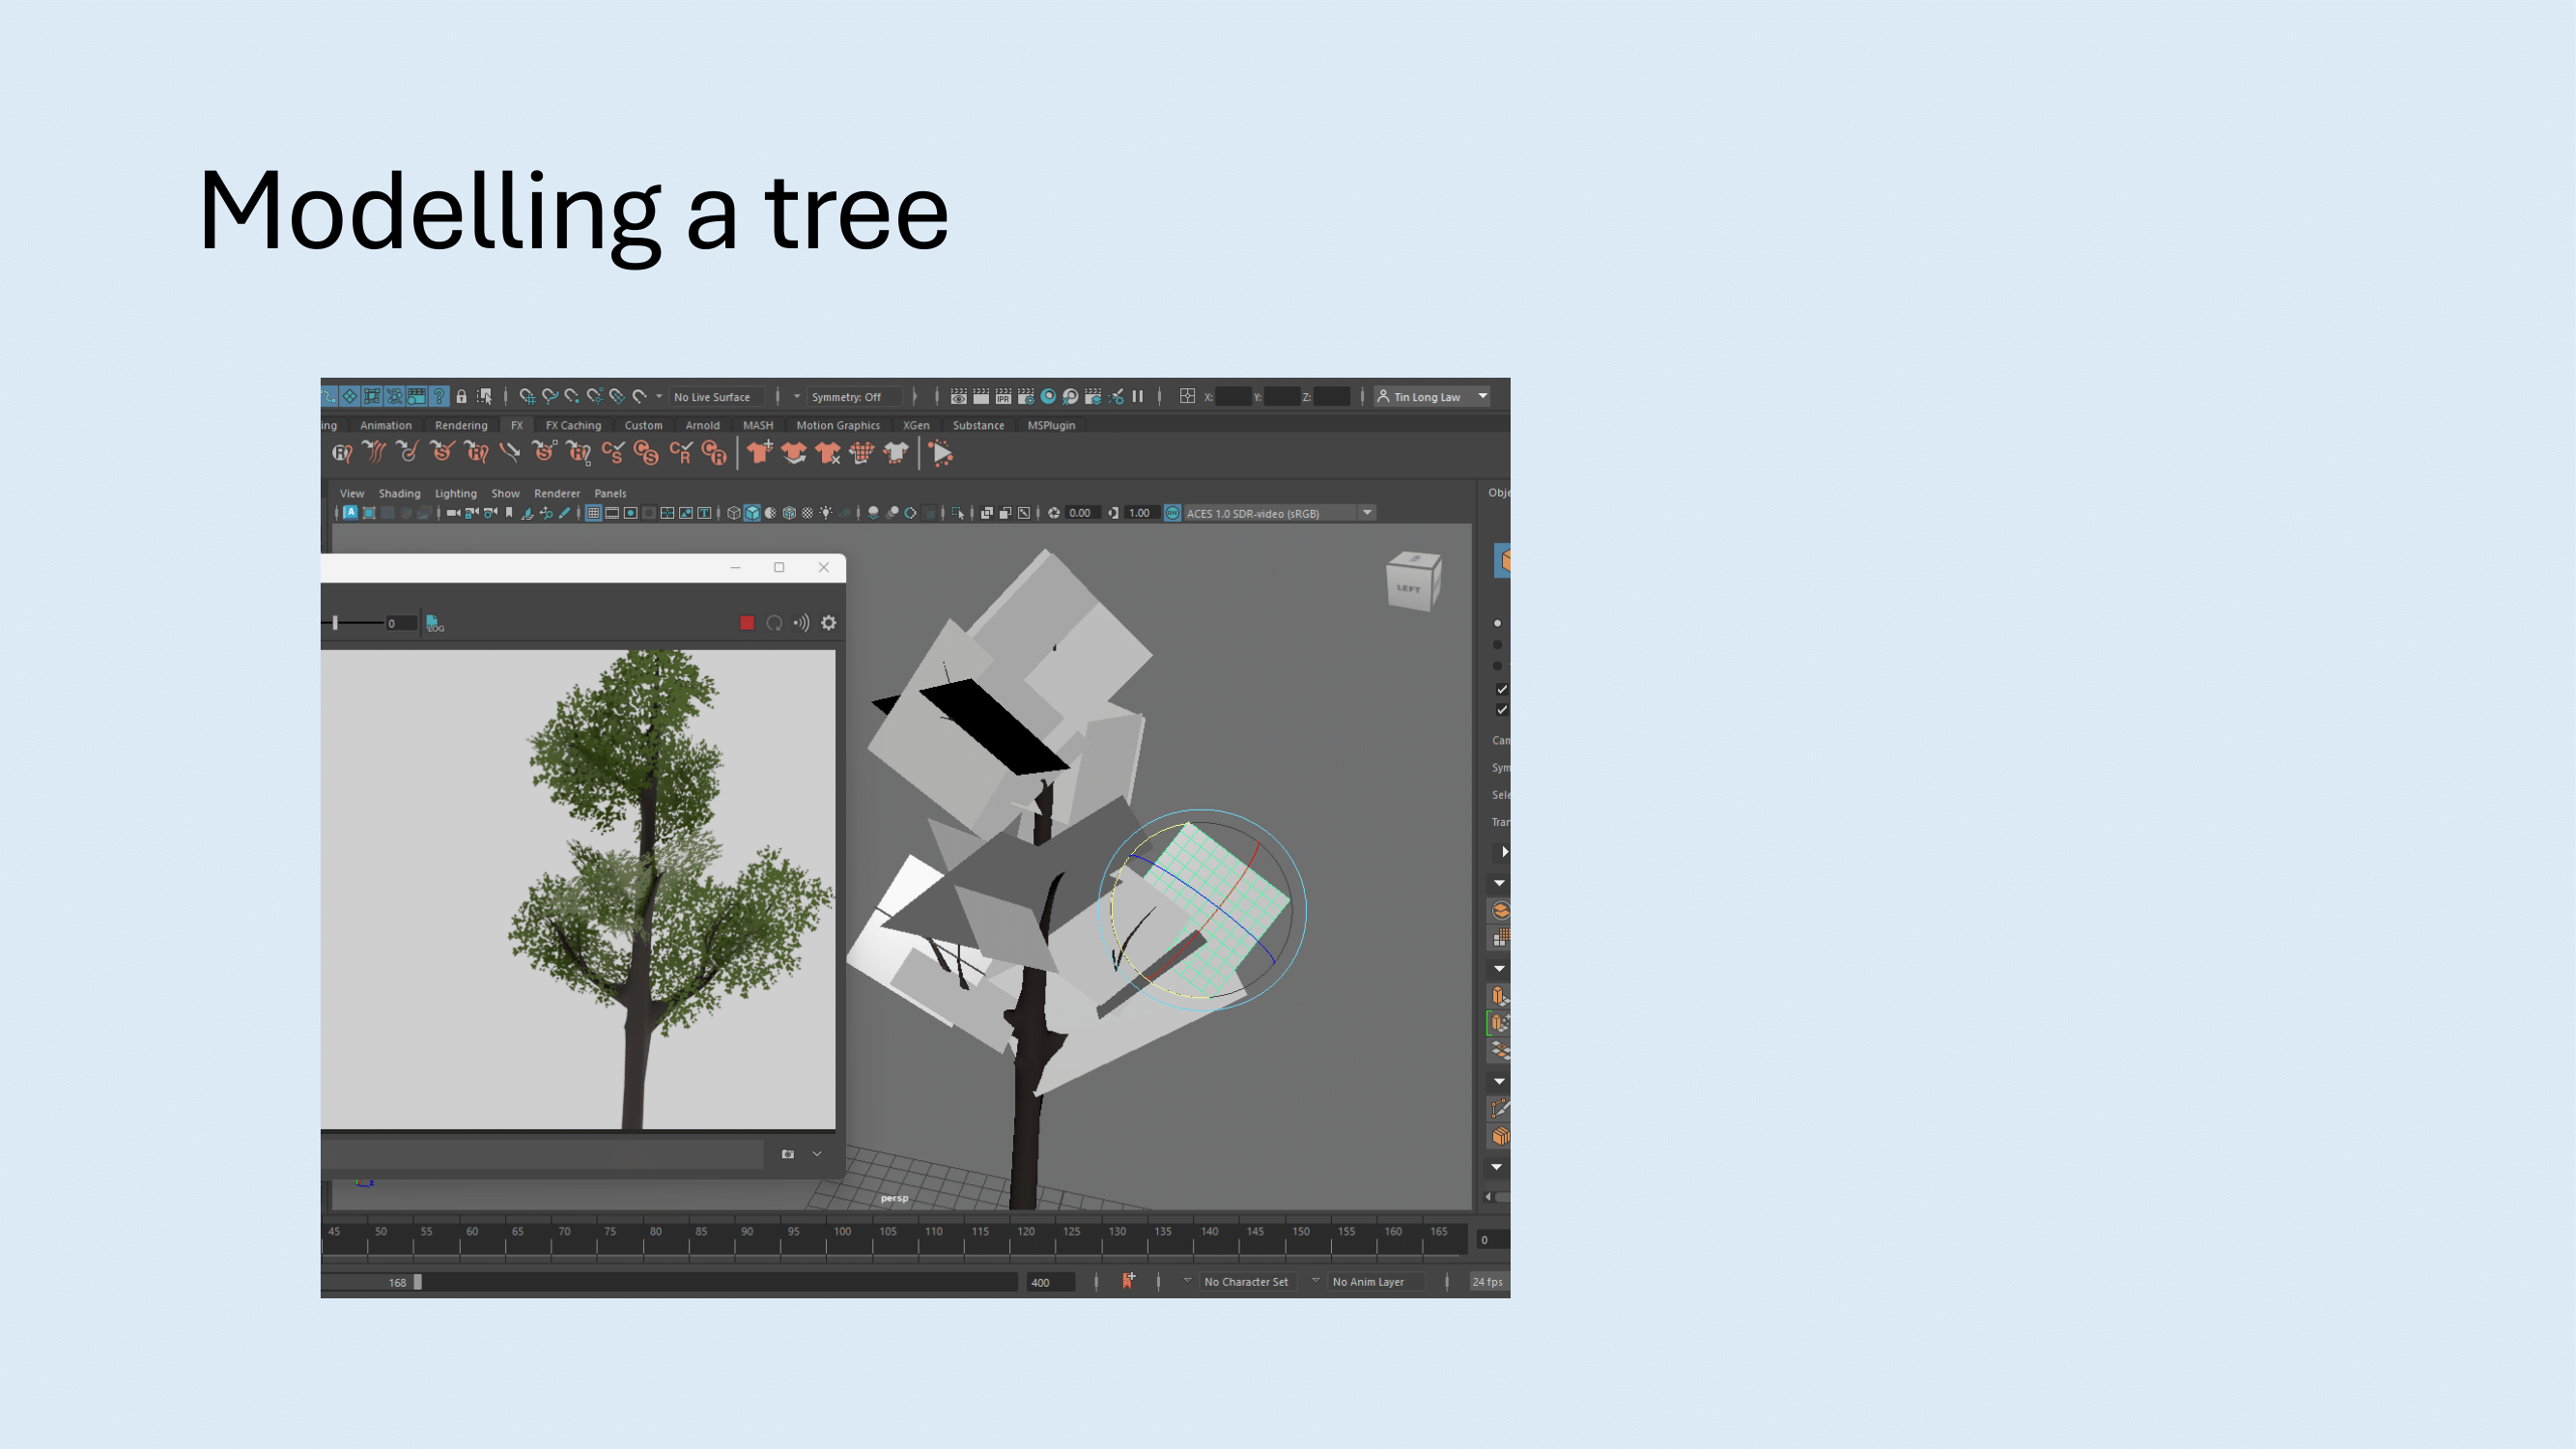 Modelling a tree
No Live Surface Symmetry: Off X: Y: Z: Tin Long Law
ing Animation Rendering FX FX Caching Custom Arnold MASH Motion Graphics XGen Substance MSPlugin
View Shading Lighting Show Renderer Panels
Obje
0.00 1.00 ACES 1.0 SDR-video (sRGB)
LEFT
0 LOG
Cam
Sym
Sele
Tran
persp
z
45 50 55 60 65 70 75 80 85 90 95 100 105 110 115 120 125 130 135 140 145 150 155 160 165 0
168 400 No Character Set No Anim Layer 24 fps